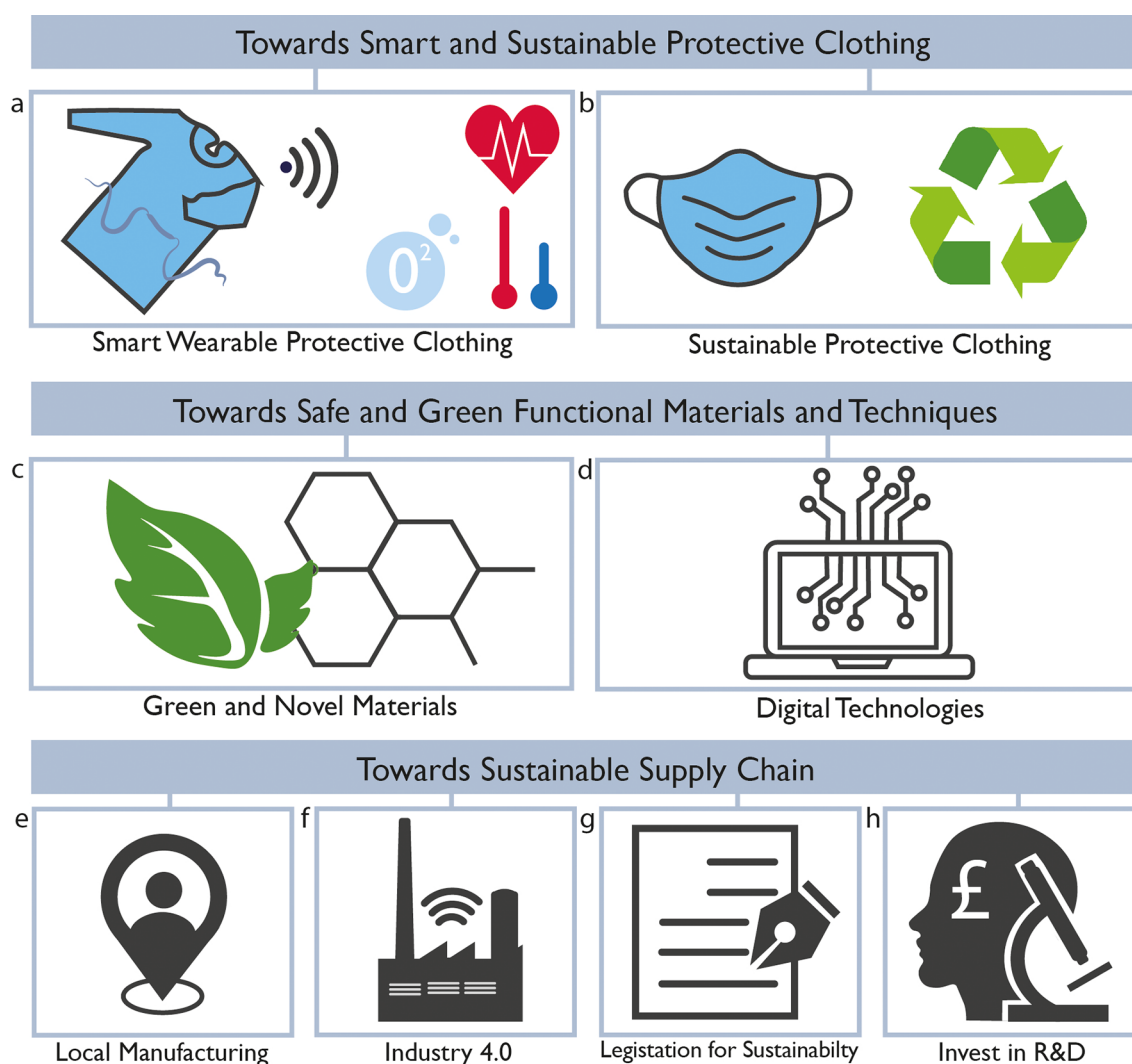 Towards Smart and Sustainable Protective Clothing
a
b
0²
Smart Wearable Protective Clothing
Sustainable Protective Clothing
Towards Safe and Green Functional Materials and Techniques
c
d
Green and Novel Materials
Digital Technologies
Towards Sustainable Supply Chain
e
f
g
h
£
Local Manufacturing
Industry 4.0
Legistation for Sustainabilty
Invest in R&D